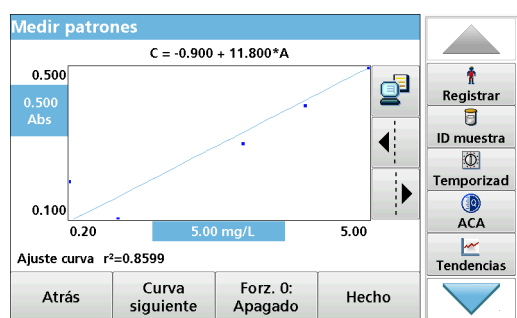 Medir patrones
C = -0.900 + 11.800*A
0.500
0.500
Abs
0.100
0.20
5.00 mg/L
5.00
Ajuste curva r²=0.8599
Atrás
Curva
siguiente
Forz. 0:
Apagado
Hecho
Registrar
ID muestra
Temporizad
ACA
Tendencias